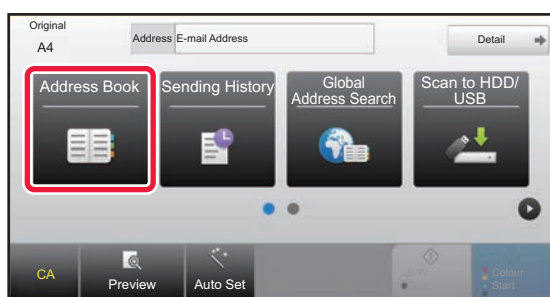 Original
A4
Address E-mail Address
Detail
Address Book
Sending History
Global
Address Search
Scan to HDD/
USB
CA
Preview
Auto Set
Colour
Start